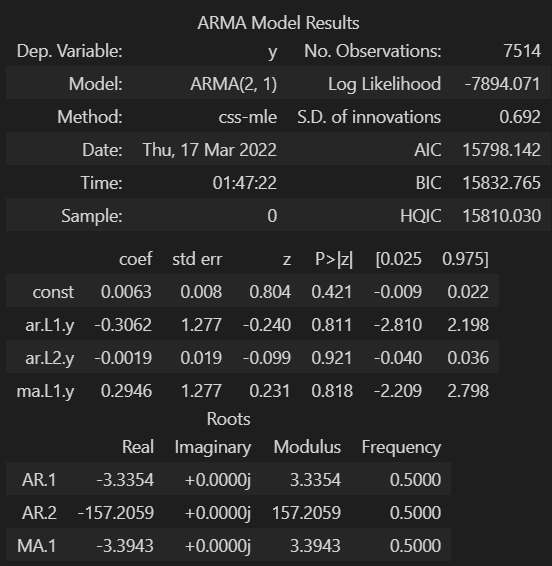 ARMA Model Results
Dep. Variable: y No. Observations: 7514
Model: ARMA(2, 1) Log Likelihood -7894.071
Method: css-mle S.D. of innovations 0.692
Date: Thu, 17 Mar 2022 AIC 15798.142
Time: 01:47:22 BIC 15832.765
Sample: 0 HQIC 15810.030
coef std err z P>|z| [0.025 0.975]
const 0.0063 0.008 0.804 0.421 -0.009 0.022
ar.L1.y -0.3062 1.277 -0.240 0.811 -2.810 2.198
ar.L2.y -0.0019 0.019 -0.099 0.921 -0.040 0.036
ma.L1.y 0.2946 1.277 0.231 0.818 -2.209 2.798
Roots
Real Imaginary Modulus Frequency
AR.1 -3.3354 +0.0000j 3.3354 0.5000
AR.2 -157.2059 +0.0000j 157.2059 0.5000
MA.1 -3.3943 +0.0000j 3.3943 0.5000